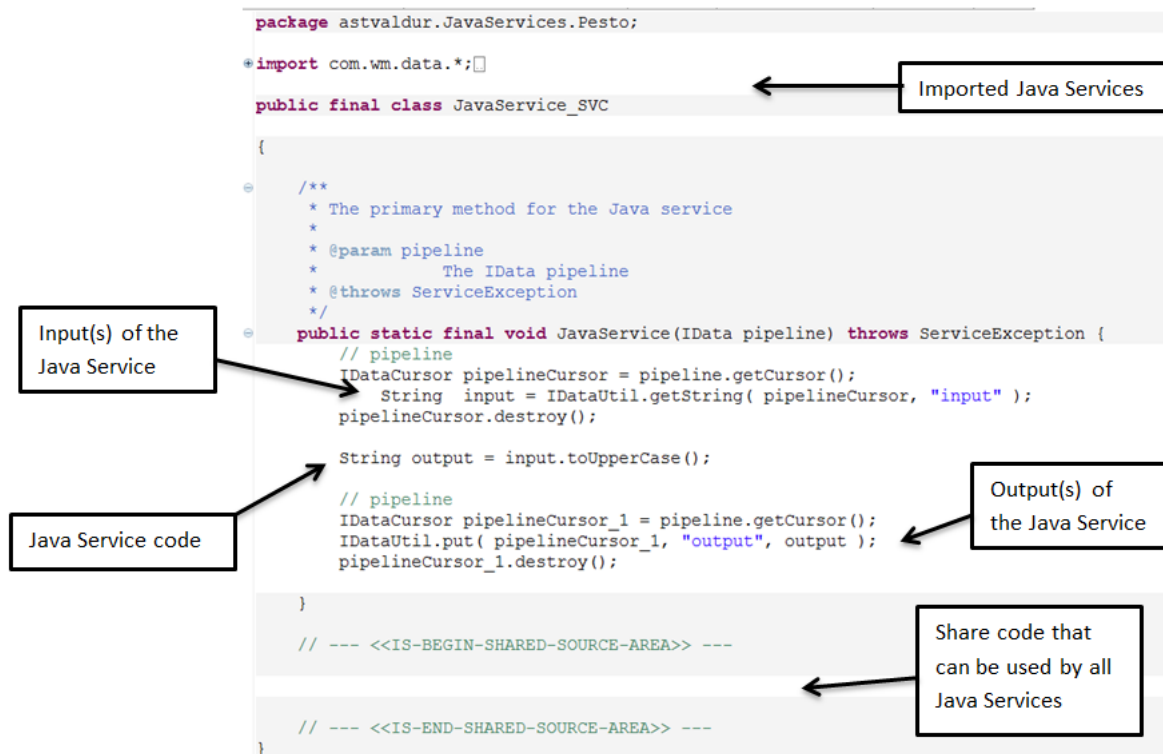 package astvaldur.JavaServices.Pesto;
import com.wm.data.*;
Imported Java Services
public final class JavaService_SVC
{
/**
* The primary method for the Java service
*
* @param pipeline
* The IData pipeline
* @throws ServiceException
*/
Input(s) of the
Java Service
public static final void JavaService(IData pipeline) throws ServiceException {
// pipeline
IDataCursor pipelineCursor = pipeline.getCursor();
String input = IDataUtil.getString( pipelineCursor, "input" );
pipelineCursor.destroy();
String output = input.toUpperCase();
Java Service code
// pipeline
IDataCursor pipelineCursor_1 = pipeline.getCursor();
IDataUtil.put( pipelineCursor_1, "output", output );
pipelineCursor_1.destroy();
Output(s) of
the Java Service
}
// --- <<IS-BEGIN-SHARED-SOURCE-AREA>> ---
Share code that
can be used by all
Java Services
// --- <<IS-END-SHARED-SOURCE-AREA>> ---
}